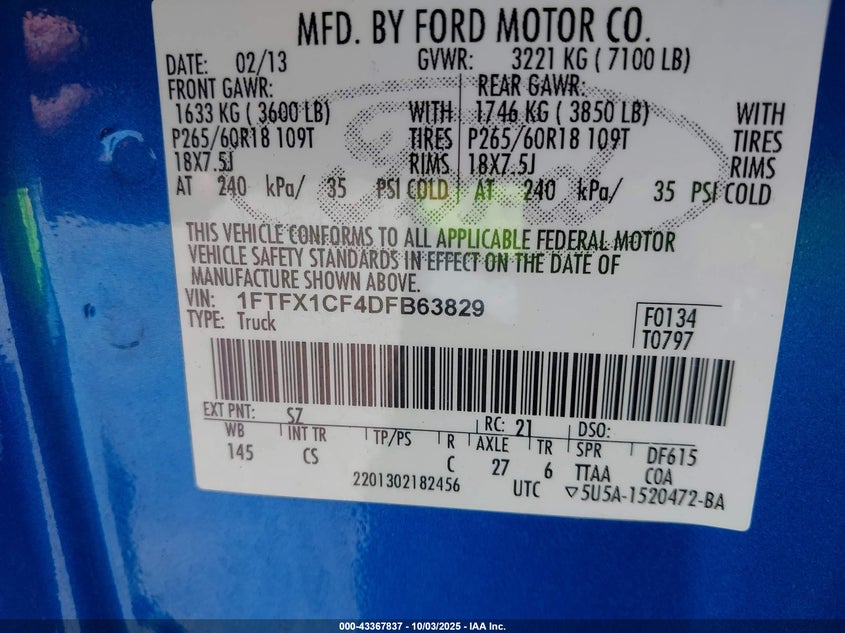 MFD. BY FORD MOTOR CO.
DATE: 02/13 GVWR: 3221 KG ( 7100 LB)
FRONT GAWR: REAR GAWR:
1633 KG ( 3600 LB) WITH 1746 KG ( 3850 LB) WITH
P265/60R18 109T TIRES P265/60R18 109T TIRES
18X7.5J RIMS 18X7.5J RIMS
AT 240 kPa/ 35 PSI COLD AT 240 kPa/ 35 PSI COLD
Ford
THIS VEHICLE CONFORMS TO ALL APPLICABLE FEDERAL MOTOR
VEHICLE SAFETY STANDARDS IN EFFECT ON THE DATE OF
MANUFACTURE SHOWN ABOVE.
VIN: 1FTFX1CF4DFB63829
TYPE: Truck
F0134
T0797
EXT PNT: SZ RC: 21 DSO:
WB INT TR TP/PS R AXLE TR SPR DF615
145 CS C 27 6 TTAA COA
2201302182456 UTC ▽5U5A-1520472-BA
000-43367837 - 10/03/2025 - IAA Inc.